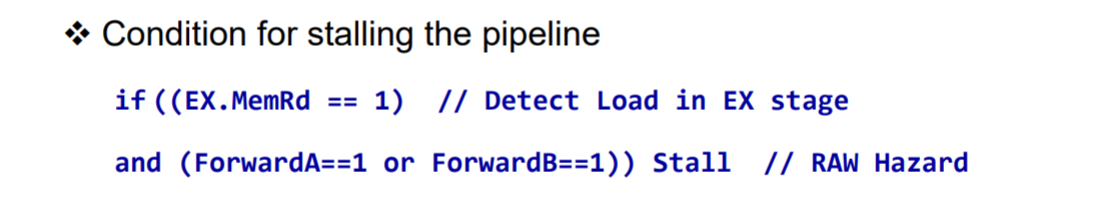 ❖ Condition for stalling the pipeline
if ((EX.MemRd == 1) // Detect Load in EX stage
and (ForwardA==1 or ForwardB==1)) Stall // RAW Hazard